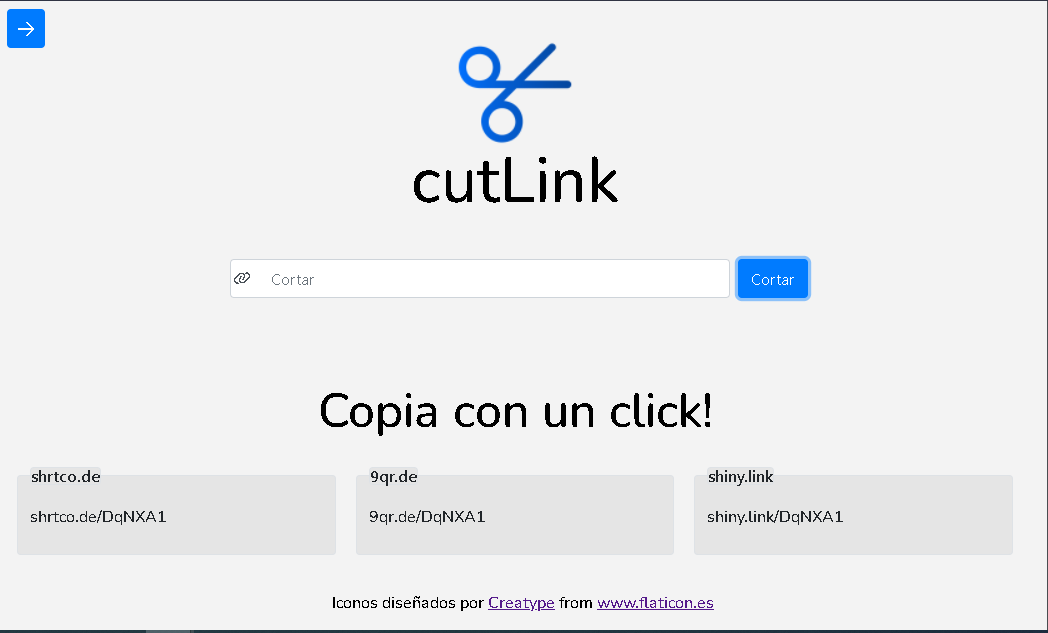 cutLink
Cortar Cortar
Copia con un click!
shrtco.de 9qr.de shiny.link
shrtco.de/DqNXA1 9qr.de/DqNXA1 shiny.link/DqNXA1
Iconos diseñados por Creatype from www.flaticon.es